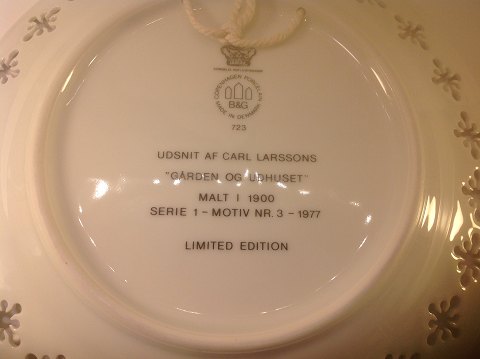 COPENHAGEN PORCELAIN
B&G
MADE IN DENMARK
723
UDSNIT AF CARL LARSSONS
"GÅRDEN OG UDHUSET"
MALT I 1900
SERIE 1 - MOTIV NR. 3 - 1977
LIMITED EDITION